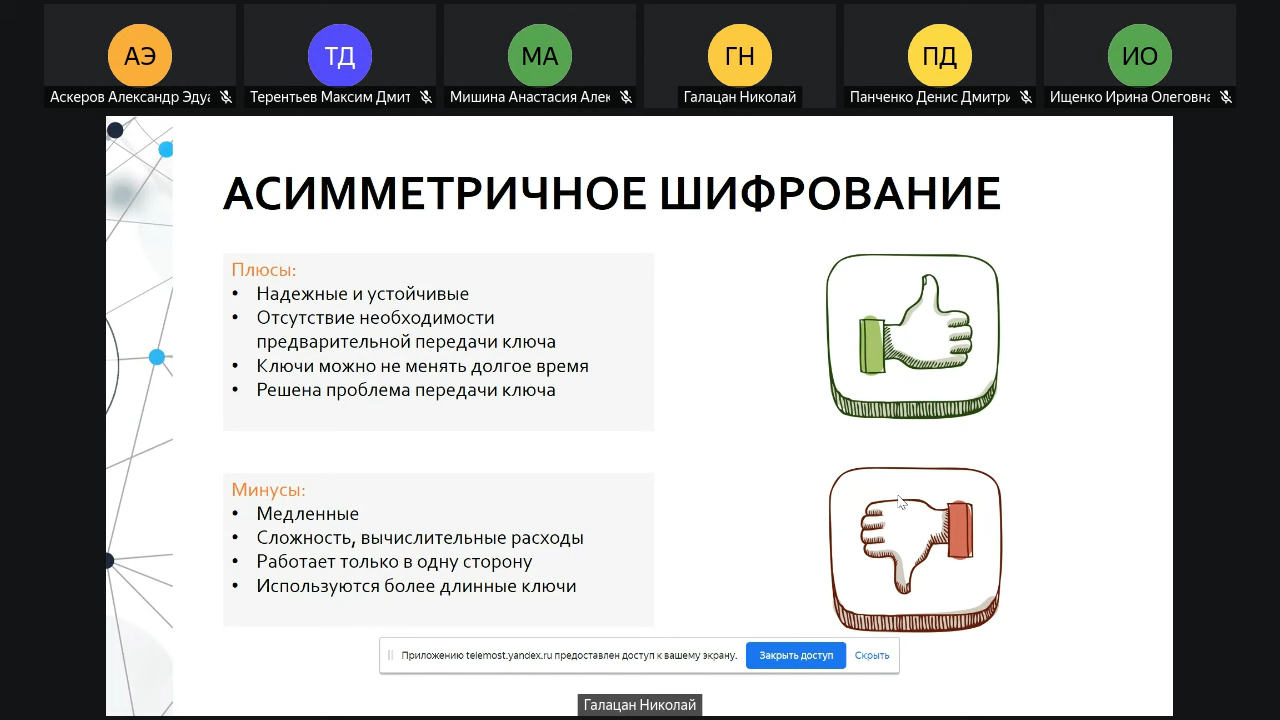 АЭ
ТД
МА
ГН
ПД
ИО
Аскеров Александр Эдуа
Терентьев Максим Дмит
Мишина Анастасия Алек
Галацан Николай
Панченко Денис Дмитри
Ищенко Ирина Олеговна
АСИММЕТРИЧНОЕ ШИФРОВАНИЕ
Плюсы:
• Надежные и устойчивые
• Отсутствие необходимости
предварительной передачи ключа
• Ключи можно не менять долгое время
• Решена проблема передачи ключа
Минусы:
• Медленные
• Сложность, вычислительные расходы
• Работает только в одну сторону
• Используются более длинные ключи
Приложению telemost.yandex.ru предоставлен доступ к вашему экрану.
Закрыть доступ
Скрыть
Галацан Николай